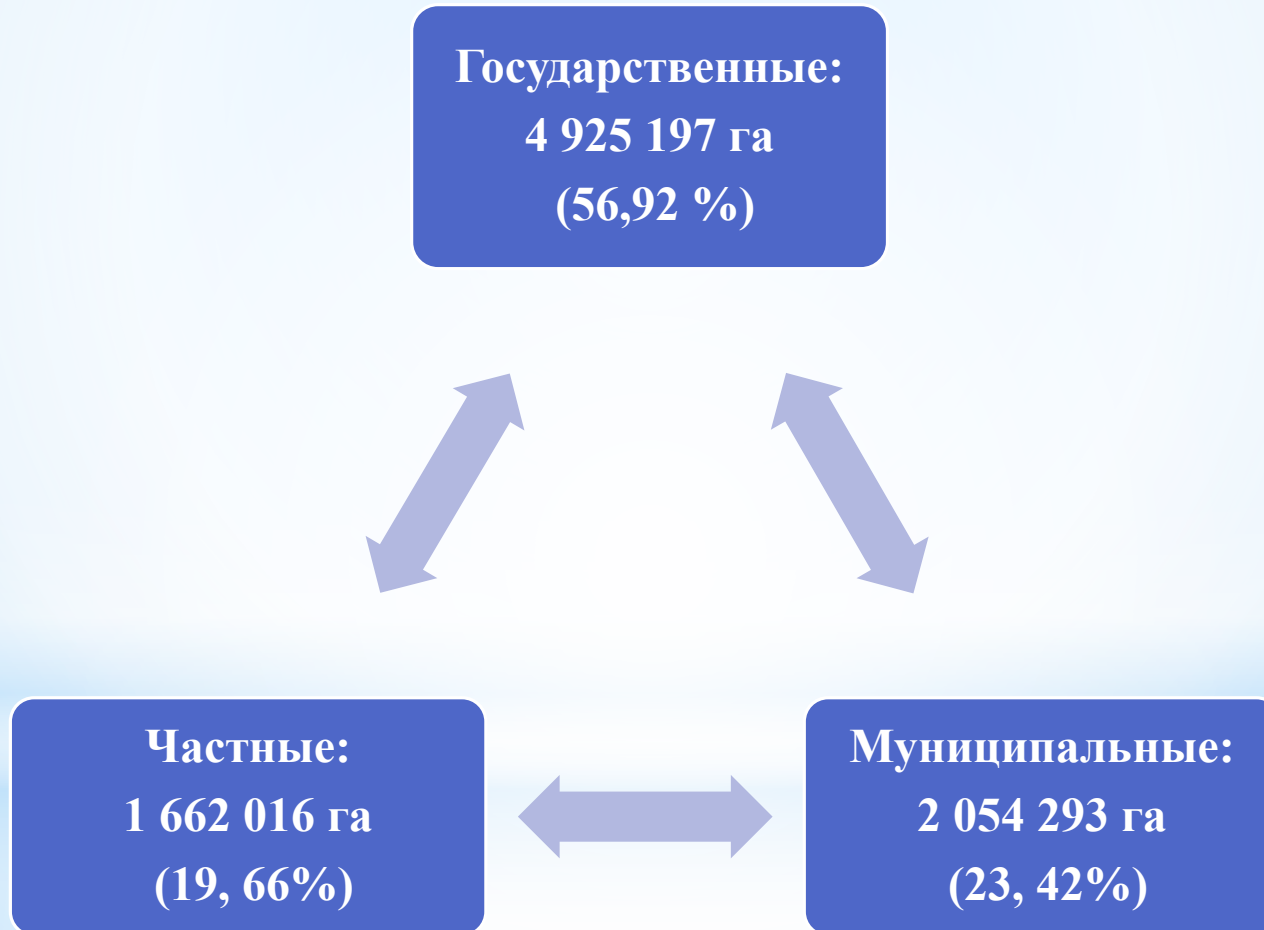 Государственные:
4 925 197 га
(56,92 %)
Частные:
1 662 016 га
(19, 66%)
Муниципальные:
2 054 293 га
(23, 42%)